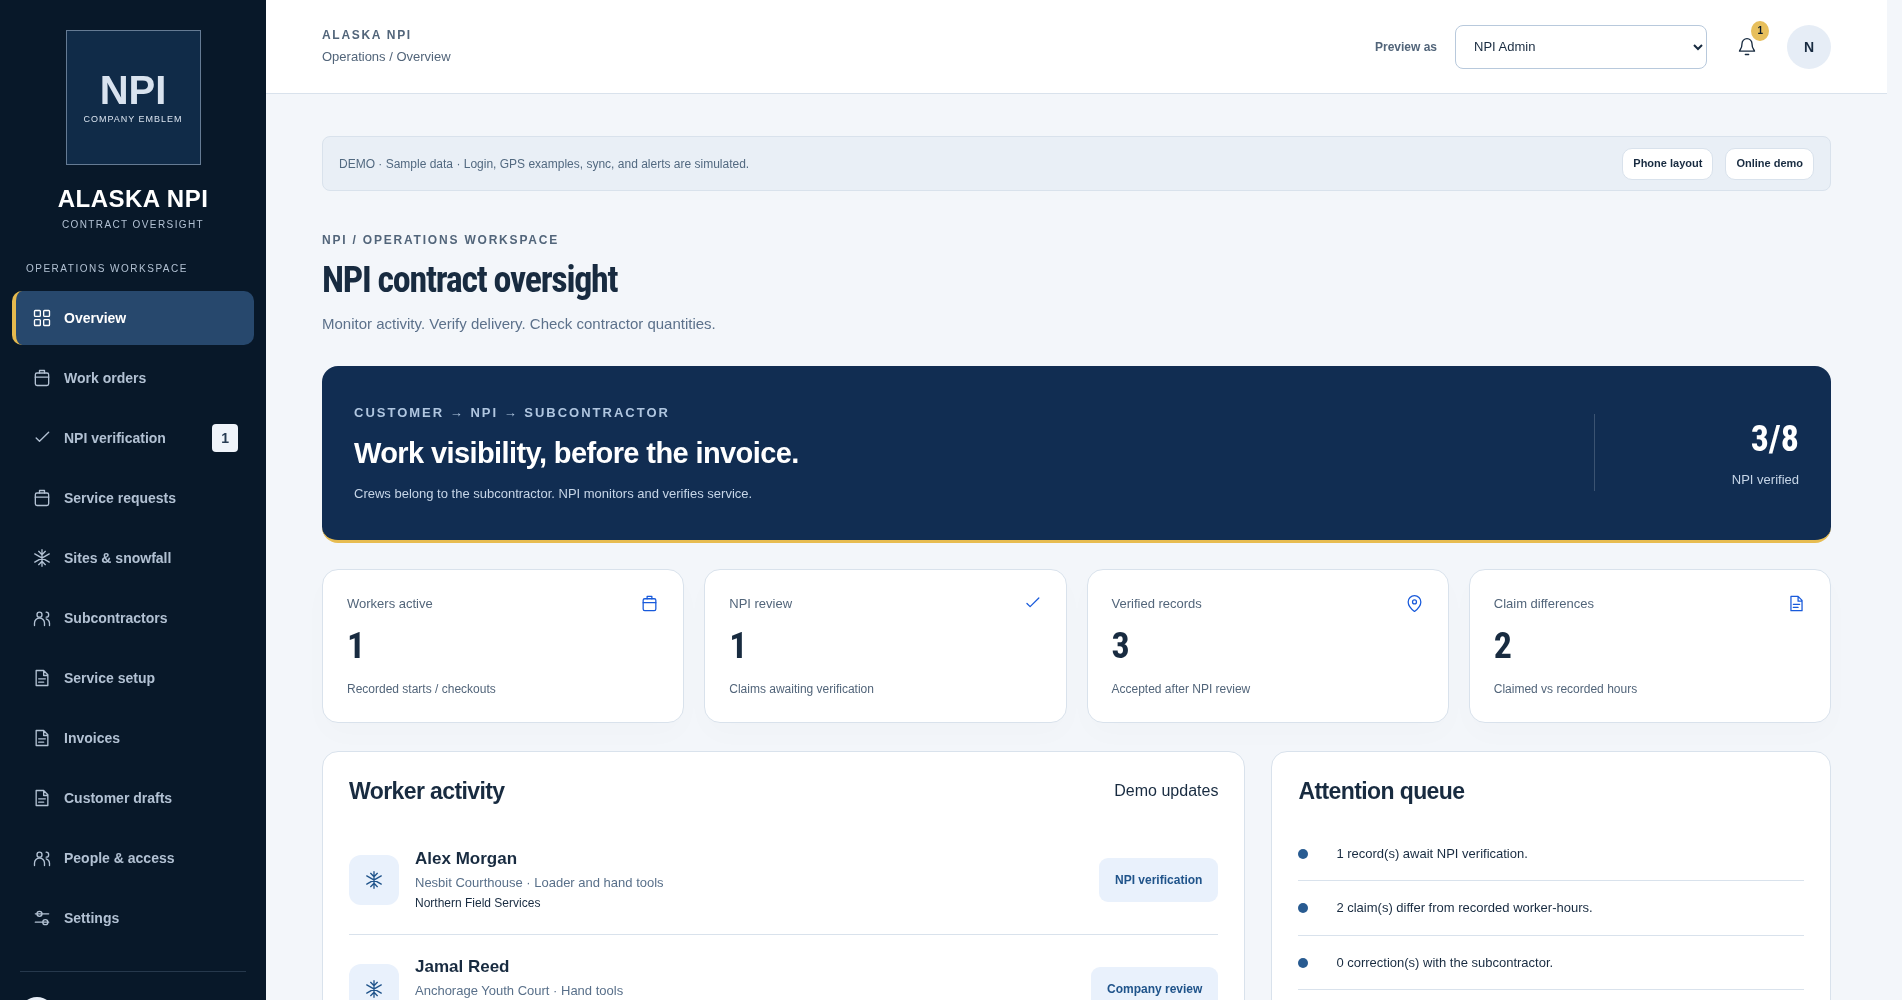 NPI
COMPANY EMBLEM
ALASKA NPI
CONTRACT OVERSIGHT
OPERATIONS WORKSPACE
Overview
Work orders
NPI verification 1
Service requests
Sites & snowfall
Subcontractors
Service setup
Invoices
Customer drafts
People & access
Settings
ALASKA NPI
Operations / Overview
Preview as
NPI Admin
1
N
DEMO · Sample data · Login, GPS examples, sync, and alerts are simulated.
Phone layout
Online demo
NPI / OPERATIONS WORKSPACE
NPI contract oversight
Monitor activity. Verify delivery. Check contractor quantities.
CUSTOMER → NPI → SUBCONTRACTOR
Work visibility, before the invoice.
Crews belong to the subcontractor. NPI monitors and verifies service.
3/8
NPI verified
Workers active
1
Recorded starts / checkouts
NPI review
1
Claims awaiting verification
Verified records
3
Accepted after NPI review
Claim differences
2
Claimed vs recorded hours
Worker activity
Demo updates
Alex Morgan
Nesbit Courthouse · Loader and hand tools
Northern Field Services
NPI verification
Jamal Reed
Anchorage Youth Court · Hand tools
Company review
Attention queue
1 record(s) await NPI verification.
2 claim(s) differ from recorded worker-hours.
0 correction(s) with the subcontractor.